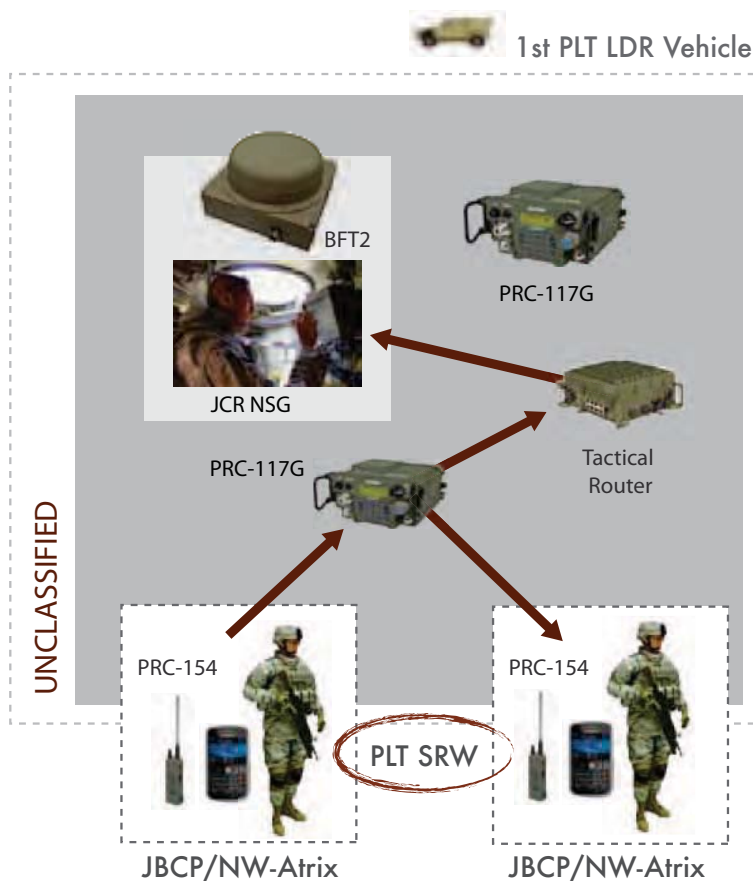 1st PLT LDR Vehicle
BFT2
PRC-117G
JCR NSG
PRC-117G
Tactical
Router
UNCLASSIFIED
PRC-154
PRC-154
PLT SRW
JBCP/NW-Atrix
JBCP/NW-Atrix